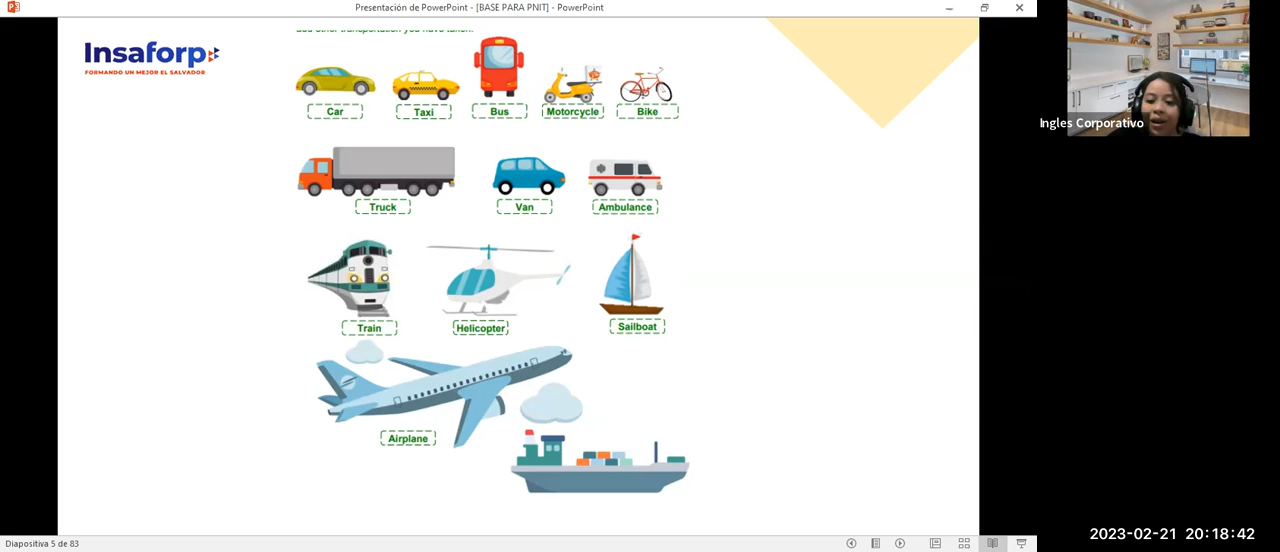 Presentación de PowerPoint - [BASE PARA PNIT] - PowerPoint
Insaforp
FORMANDO UN MEJOR EL SALVADOR
Car
Taxi
Bus
Motorcycle
Bike
Truck
Van
Ambulance
Train
Helicopter
Sailboat
Airplane
Diapositiva 5 de 83
Ingles Corporativo
2023-02-21 20:18:42